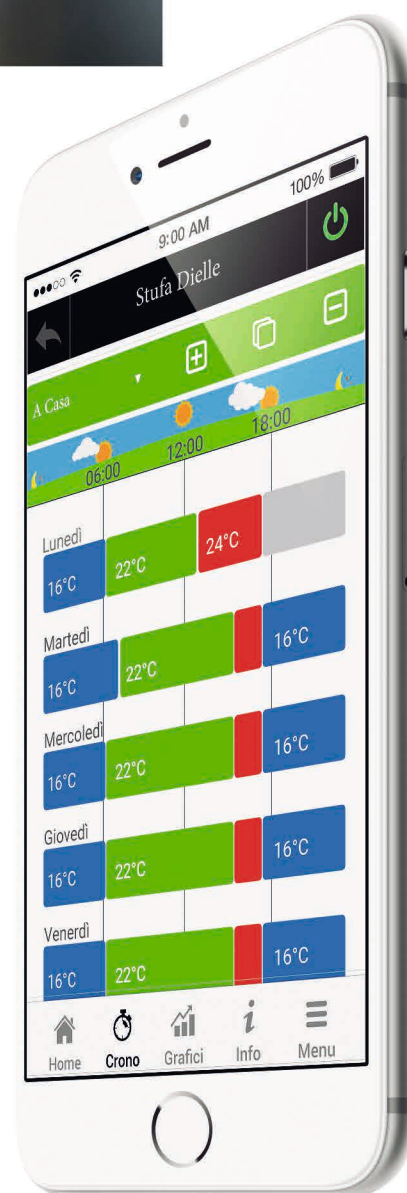 100%
9:00 AM
Stufa Dielle
A Casa
06:00 12:00 18:00
Lunedì
16°C 22°C 24°C
Martedì
16°C 22°C 16°C
Mercoledì
16°C 22°C 16°C
Giovedì
16°C 22°C 16°C
Venerdì
16°C 22°C 16°C
Home Crono Grafici Info Menu